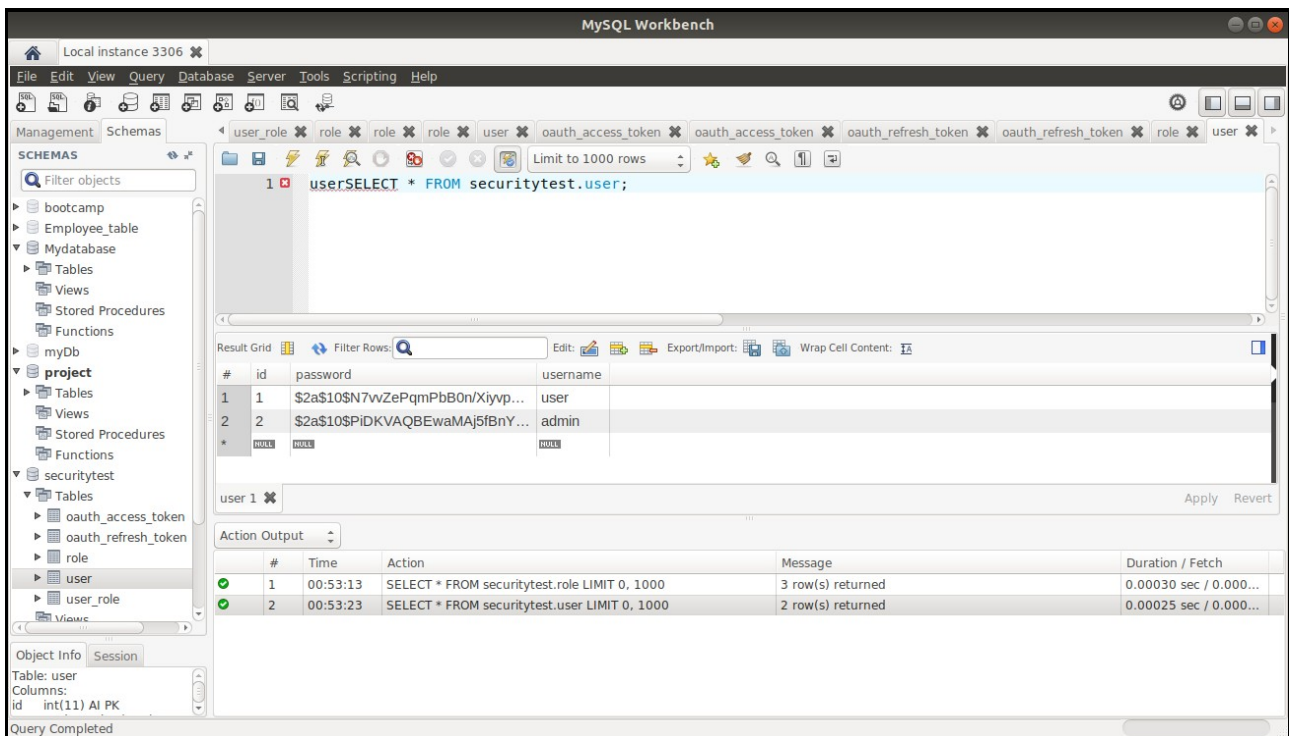 MySQL Workbench
Local instance 3306
File Edit View Query Database Server Tools Scripting Help
Management Schemas
user_role role role role user oauth_access_token oauth_access_token oauth_refresh_token oauth_refresh_token role user
SCHEMAS
Limit to 1000 rows
Filter objects
1 userSELECT * FROM securitytest.user;
bootcamp
Employee_table
Mydatabase
Tables
Views
Stored Procedures
Functions
myDb
project
Tables
Views
Stored Procedures
Functions
securitytest
Tables
oauth_access_token
oauth_refresh_token
role
user
user_role
Views
Result Grid Filter Rows: Edit: Export/Import: Wrap Cell Content:
# id password username
1 1 $2a$10$N7vvZePqmPbB0n/Xiyvp... user
2 2 $2a$10$PiDKVAQBEwaMAj5fBnY... admin
* NULL NULL NULL
user 1 Apply Revert
Action Output
# Time Action Message Duration / Fetch
1 00:53:13 SELECT * FROM securitytest.role LIMIT 0, 1000 3 row(s) returned 0.00030 sec / 0.000...
2 00:53:23 SELECT * FROM securitytest.user LIMIT 0, 1000 2 row(s) returned 0.00025 sec / 0.000...
Object Info Session
Table: user
Columns:
id int(11) AI PK
Query Completed